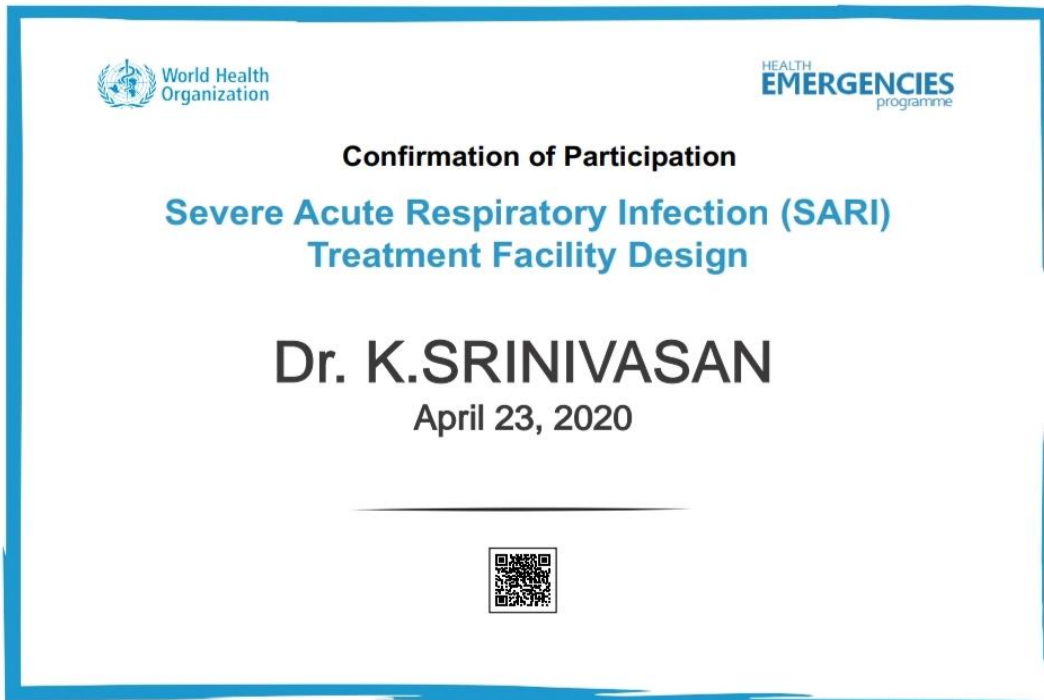 World Health
Organization
HEALTH
EMERGENCIES
programme
Confirmation of Participation
Severe Acute Respiratory Infection (SARI)
Treatment Facility Design
Dr. K.SRINIVASAN
April 23, 2020